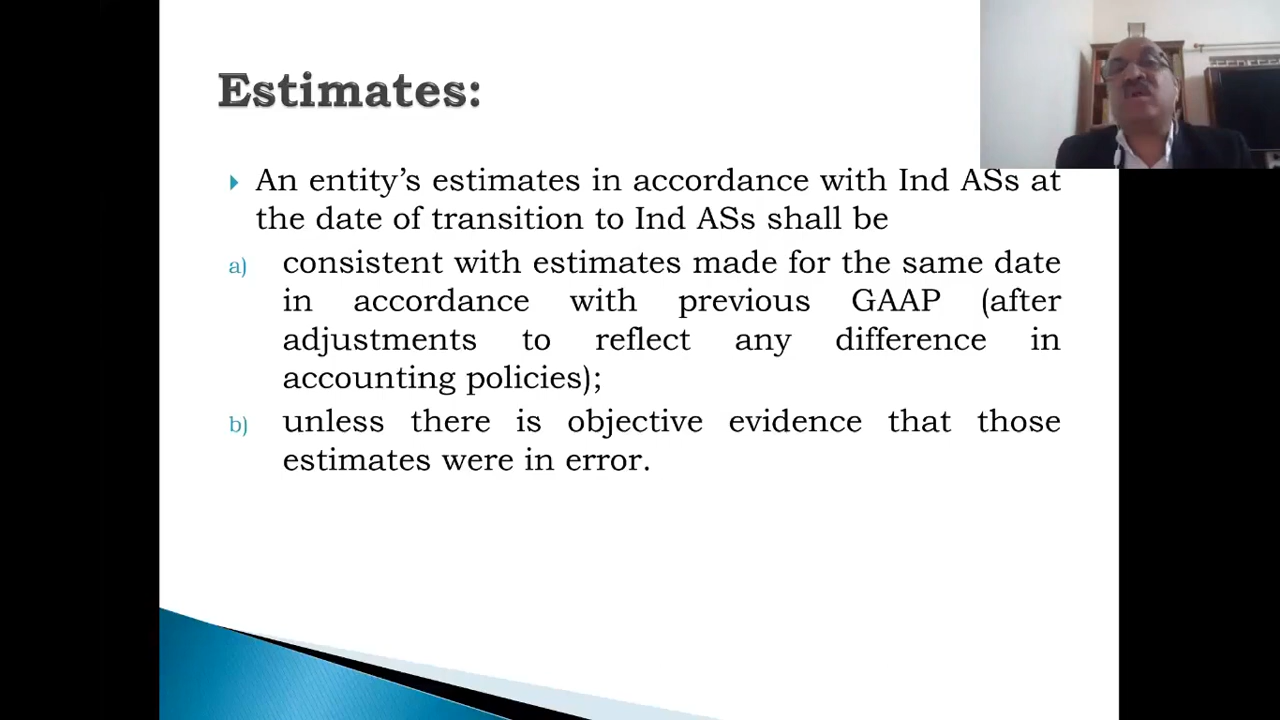 Estimates:
An entity’s estimates in accordance with Ind ASs at
the date of transition to Ind ASs shall be
a) consistent with estimates made for the same date
in accordance with previous GAAP (after
adjustments to reflect any difference in
accounting policies);
b) unless there is objective evidence that those
estimates were in error.